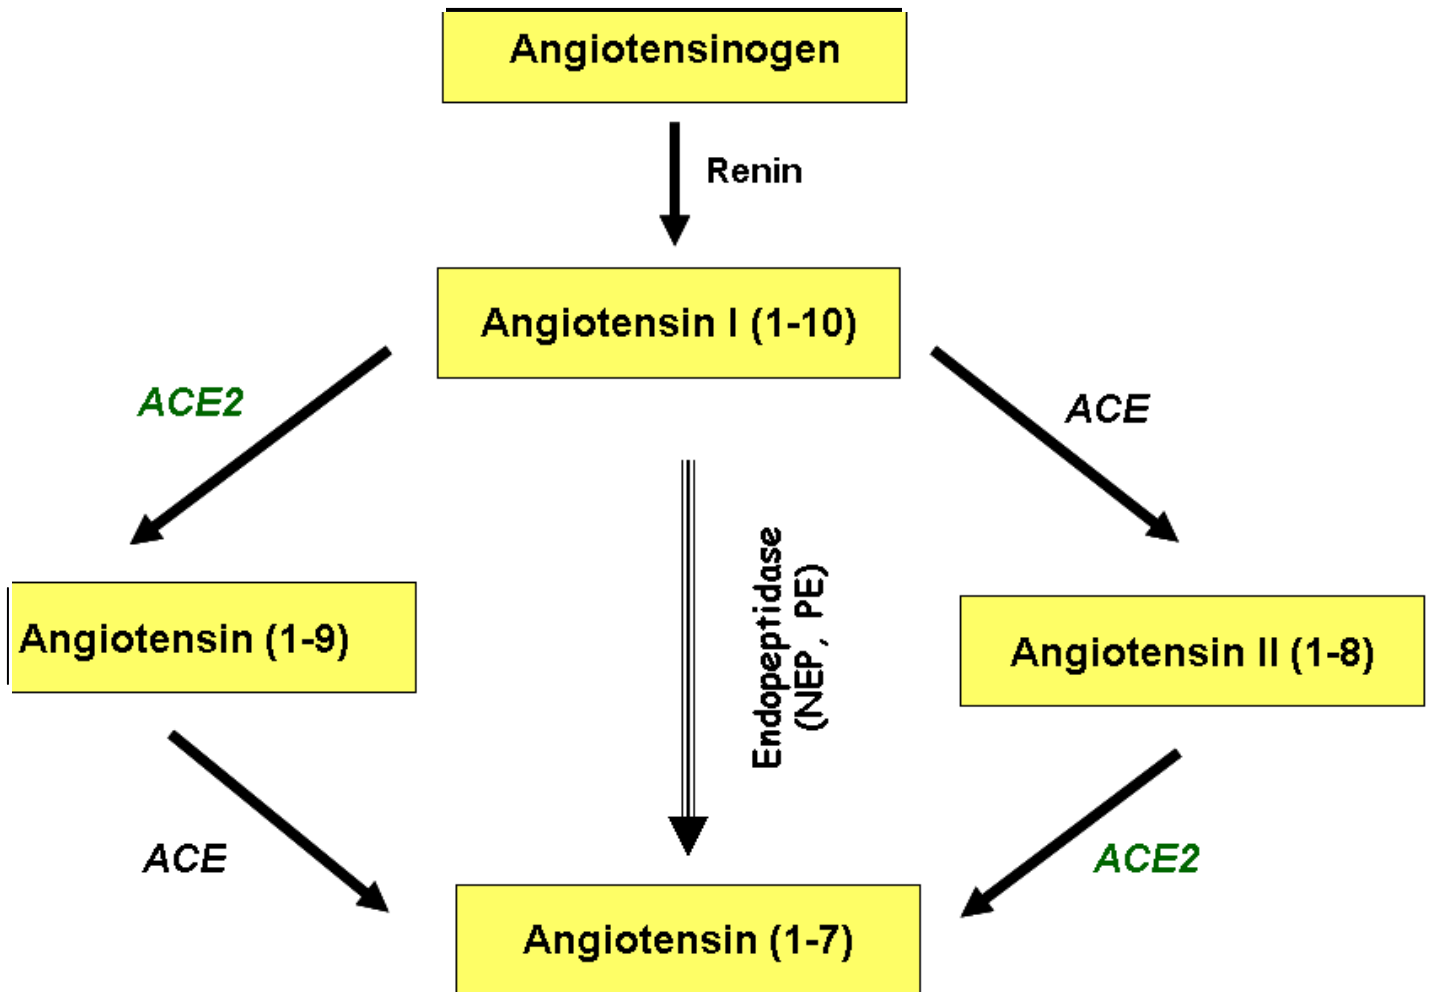 Angiotensinogen
Renin
Angiotensin I (1-10)
ACE2
ACE
Endopeptidase
(NEP, PE)
Angiotensin (1-9)
Angiotensin II (1-8)
ACE
ACE2
Angiotensin (1-7)